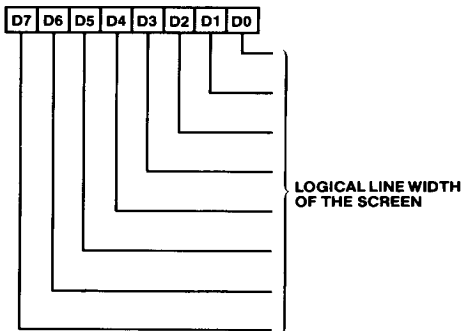 D7 D6 D5 D4 D3 D2 D1 D0
LOGICAL LINE WIDTH
OF THE SCREEN